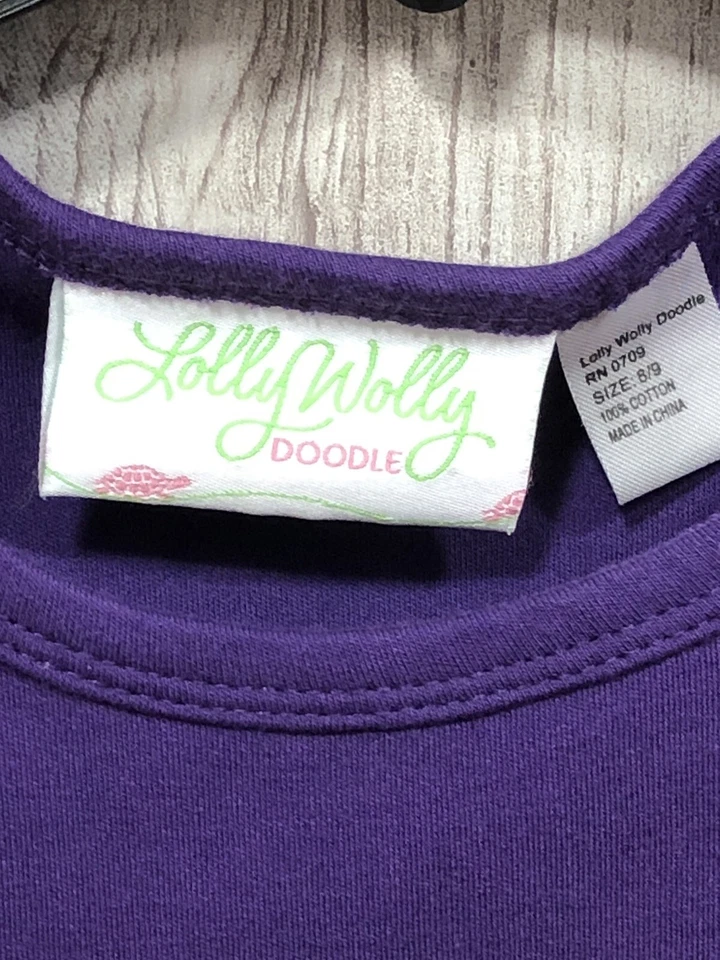 Lolly Wolly
DOODLE
Lolly Wolly Doodle
RN 0709
SIZE: 8/9
100% COTTON
MADE IN CHINA